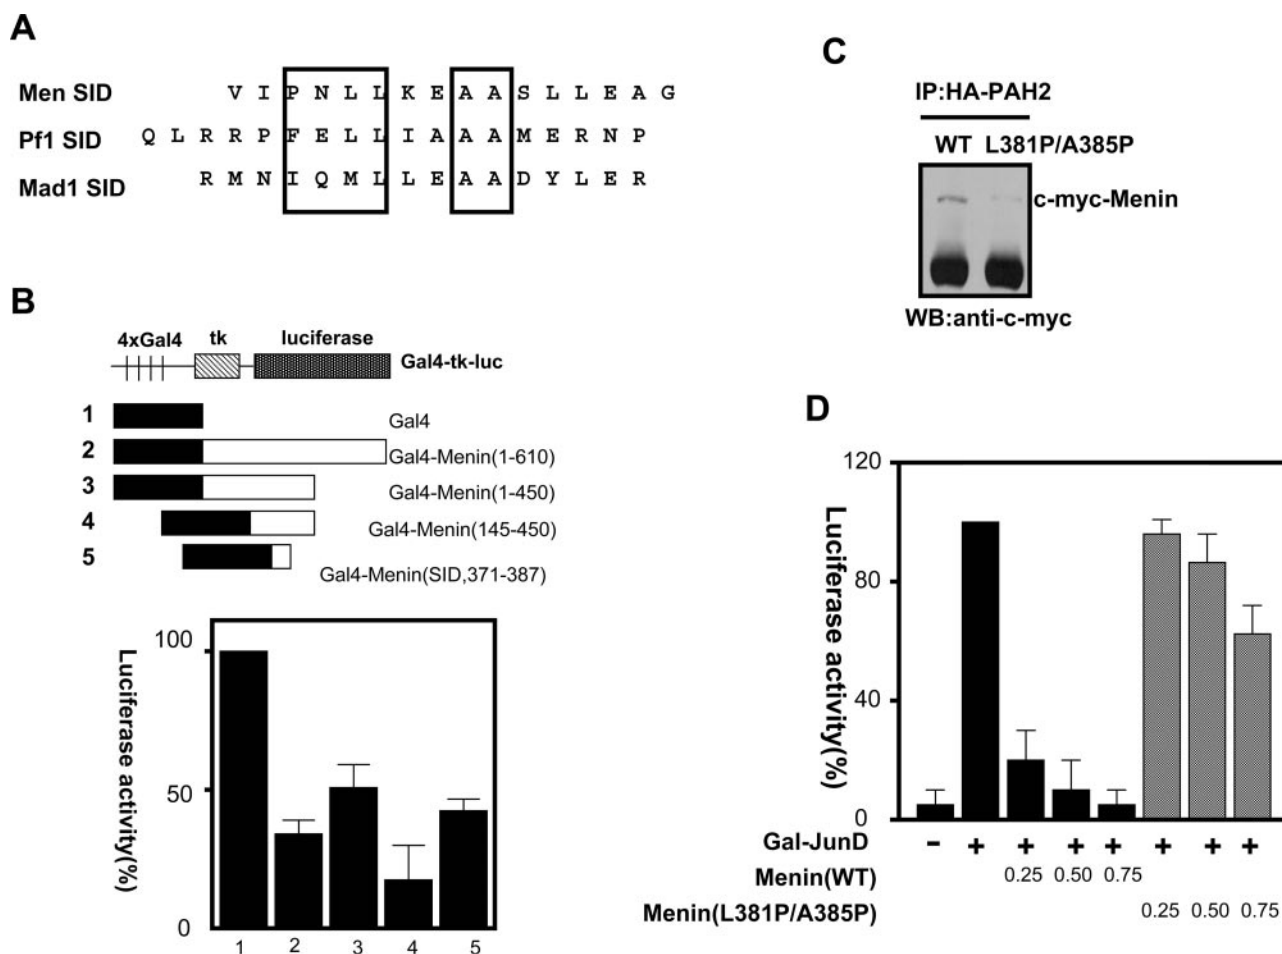 A
Men SID V I P N L L K E A A S L L E A G
Pf1 SID Q L R R P F E L L I A A A M E R N P
Mad1 SID R M N I Q M L L E A A D Y L E R
B
4xGal4 tk luciferase
Gal4-tk-luc
1 Gal4
2 Gal4-Menin(1-610)
3 Gal4-Menin(1-450)
4 Gal4-Menin(145-450)
5 Gal4-Menin(SID,371-387)
Luciferase activity(%)
100
50
0
1 2 3 4 5
C
IP:HA-PAH2
WT L381P/A385P
c-myc-Menin
WB:anti-c-myc
D
Luciferase activity(%)
120
80
40
0
Gal-JunD - + + + + + + +
Menin(WT) 0.25 0.50 0.75
Menin(L381P/A385P) 0.25 0.50 0.75